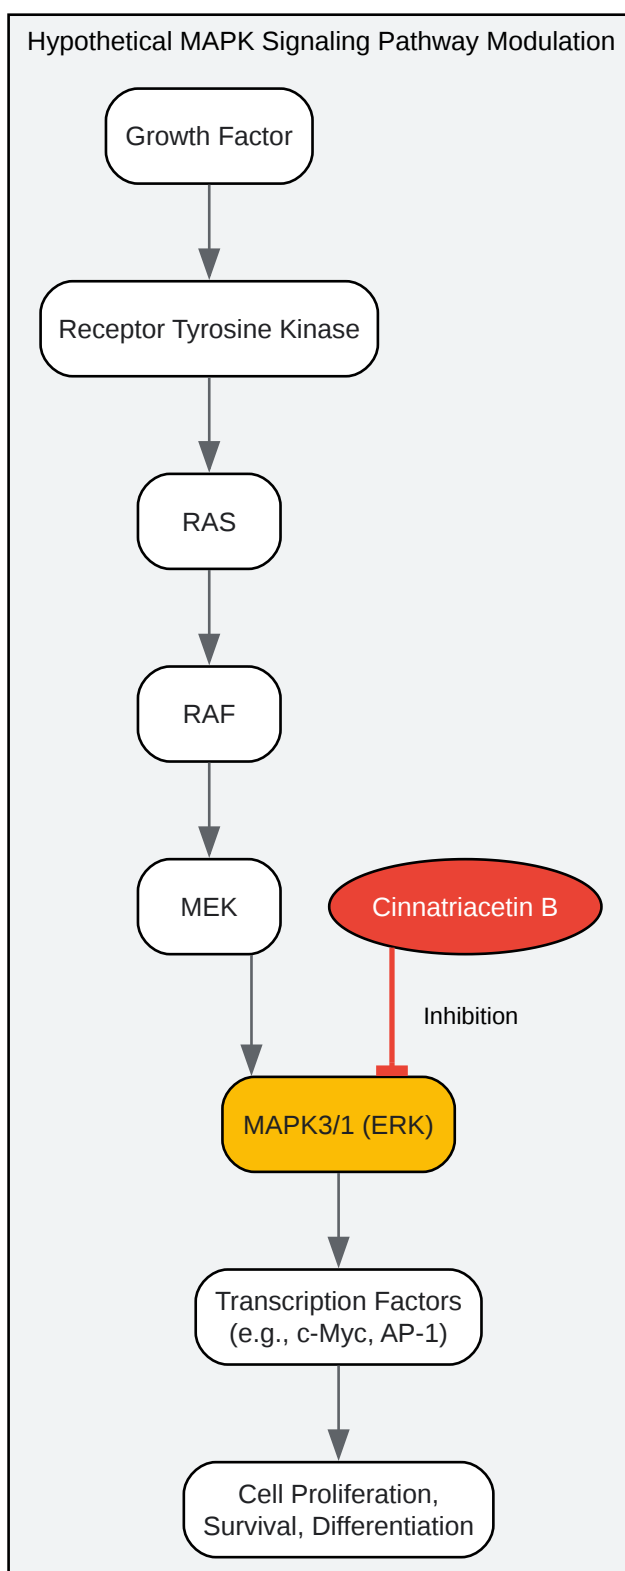 Hypothetical MAPK Signaling Pathway Modulation
Growth Factor
Receptor Tyrosine Kinase
RAS
RAF
MEK
Cinnatriacetin B
Inhibition
MAPK3/1 (ERK)
Transcription Factors
(e.g., c-Myc, AP-1)
Cell Proliferation,
Survival, Differentiation